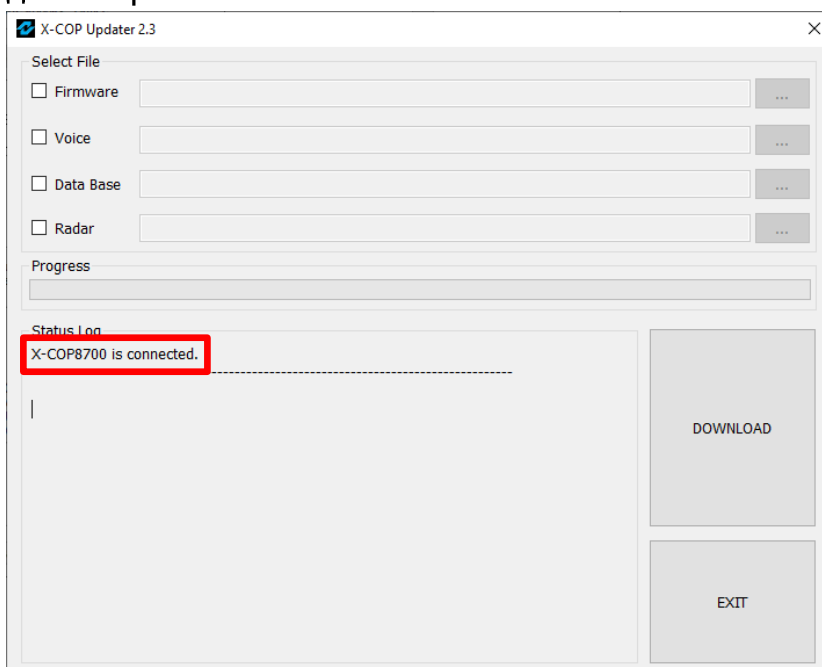 X-COP Updater 2.3
Select File
Firmware ...
Voice ...
Data Base ...
Radar ...
Progress
Status Log
X-COP8700 is connected.
--------------------------------------------------
DOWNLOAD
EXIT